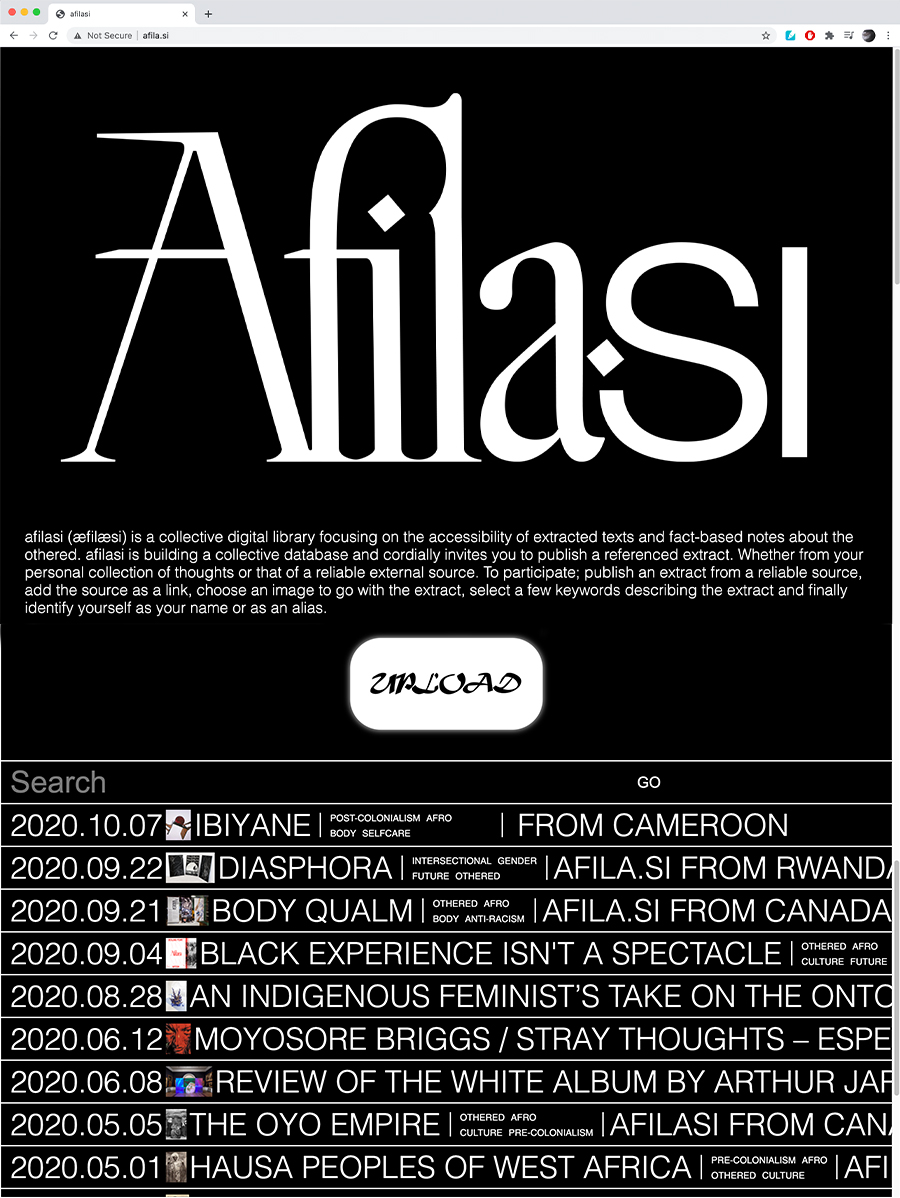 afilasi
Not Secure | afila.si
Afilasi
afilasi (æfilæsi) is a collective digital library focusing on the accessibility of extracted texts and fact-based notes about the
othered. afilasi is building a collective database and cordially invites you to publish a referenced extract. Whether from your
personal collection of thoughts or that of a reliable external source. To participate; publish an extract from a reliable source,
add the source as a link, choose an image to go with the extract, select a few keywords describing the extract and finally
identify yourself as your name or as an alias.
UPLOAD
Search GO
2020.10.07 IBIYANE | POST-COLONIALISM AFRO | FROM CAMEROON
BODY SELFCARE
2020.09.22 DIASPHORA | INTERSECTIONAL GENDER | AFILA.SI FROM RWANDA
FUTURE OTHERED
2020.09.21 BODY QUALM | OTHERED AFRO | AFILA.SI FROM CANADA
BODY ANTI-RACISM
2020.09.04 BLACK EXPERIENCE ISN'T A SPECTACLE | OTHERED AFRO
CULTURE FUTURE
2020.08.28 AN INDIGENOUS FEMINIST’S TAKE ON THE ONTO
2020.06.12 MOYOSORE BRIGGS / STRAY THOUGHTS – ESPE
2020.06.08 REVIEW OF THE WHITE ALBUM BY ARTHUR JAF
2020.05.05 THE OYO EMPIRE | OTHERED AFRO | AFILASI FROM CAN
CULTURE PRE-COLONIALISM
2020.05.01 HAUSA PEOPLES OF WEST AFRICA | PRE-COLONIALISM AFRO | AFI
OTHERED CULTURE